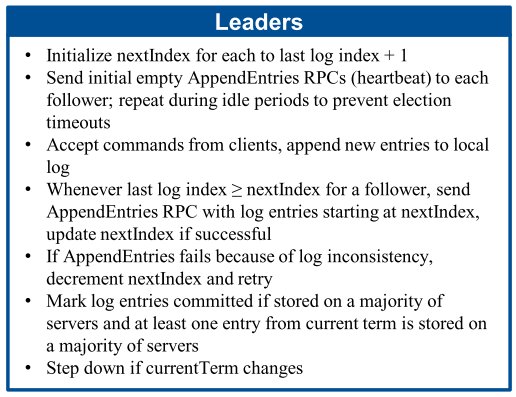 Leaders
• Initialize nextIndex for each to last log index + 1
• Send initial empty AppendEntries RPCs (heartbeat) to each
follower; repeat during idle periods to prevent election
timeouts
• Accept commands from clients, append new entries to local
log
• Whenever last log index ≥ nextIndex for a follower, send
AppendEntries RPC with log entries starting at nextIndex,
update nextIndex if successful
• If AppendEntries fails because of log inconsistency,
decrement nextIndex and retry
• Mark log entries committed if stored on a majority of
servers and at least one entry from current term is stored on
a majority of servers
• Step down if currentTerm changes